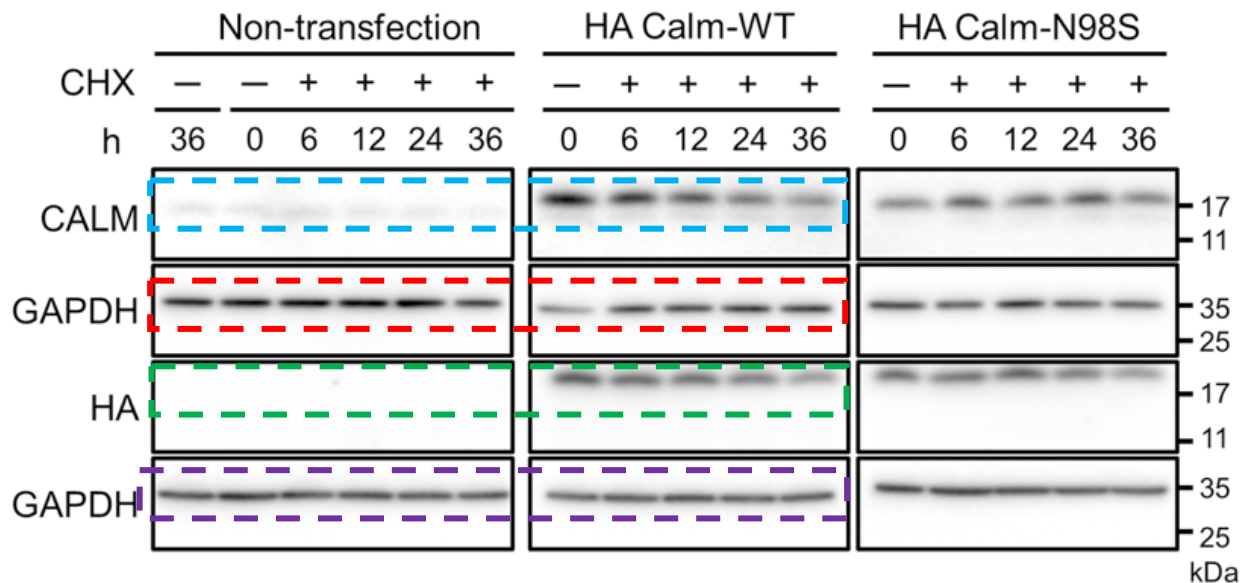 Non-transfection HA Calm-WT HA Calm-N98S
CHX — — + + + + — + + + + — + + + +
h 36 0 6 12 24 36 0 6 12 24 36 0 6 12 24 36
CALM 17
11
GAPDH 35
25
HA 17
11
GAPDH 35
25
kDa